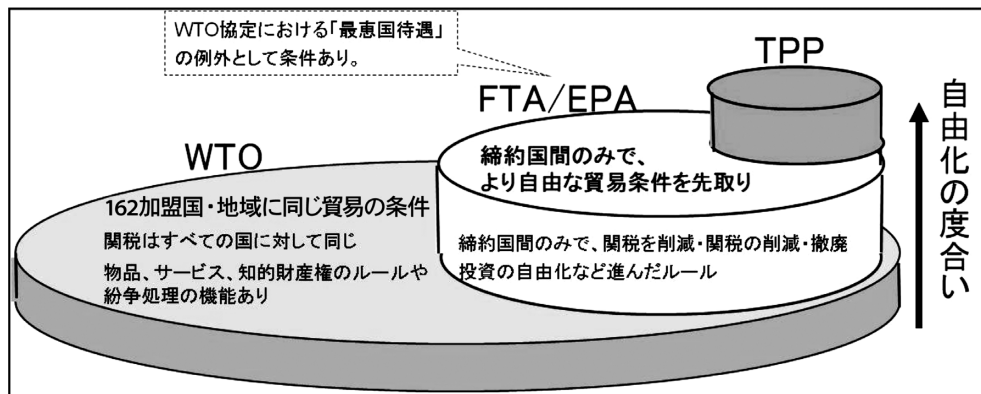 WTO協定における「最恵国待遇」
の例外として条件あり。
TPP
FTA/EPA
WTO
締約国間のみで、
より自由な貿易条件を先取り
162加盟国・地域に同じ貿易の条件
関税はすべての国に対して同じ
物品、サービス、知的財産権のルールや
紛争処理の機能あり
締約国間のみで、関税を削減・関税の削減・撤廃
投資の自由化など進んだルール
自由化の度合い